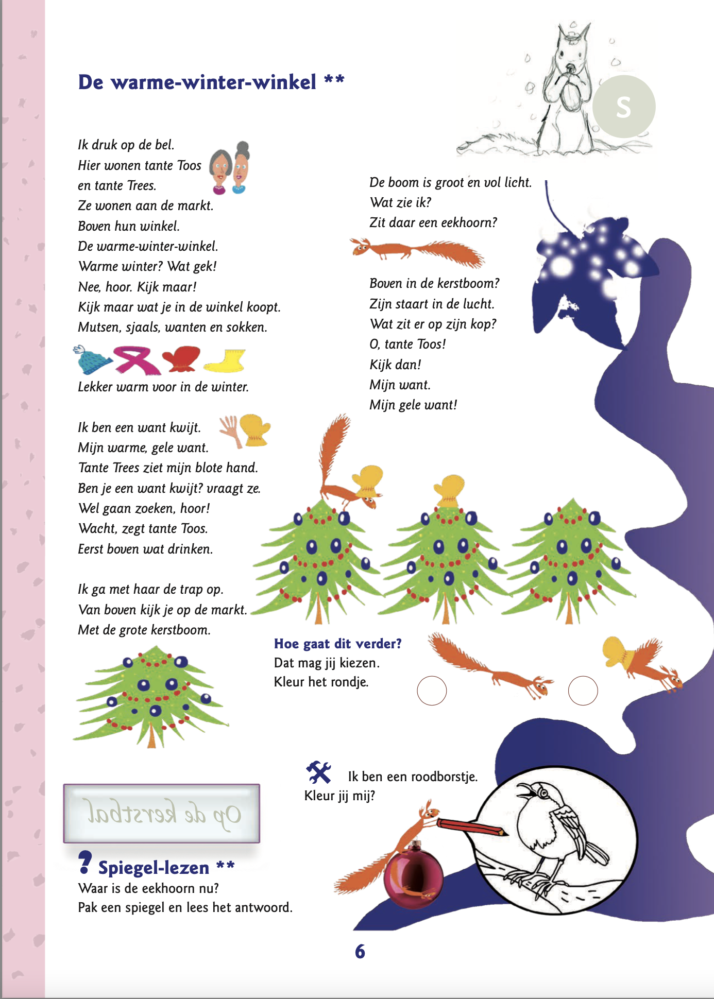 De warme-winter-winkel **
S
Ik druk op de bel.
Hier wonen tante Toos
en tante Trees.
Ze wonen aan de markt.
Boven hun winkel.
De warme-winter-winkel.
Warme winter? Wat gek!
Nee, hoor. Kijk maar!
Kijk maar wat je in de winkel koopt.
Mutsen, sjaals, wanten en sokken.
Lekker warm voor in de winter.
Ik ben een want kwijt.
Mijn warme, gele want.
Tante Trees ziet mijn blote hand.
Ben je een want kwijt? vraagt ze.
Wel gaan zoeken, hoor!
Wacht, zegt tante Toos.
Eerst boven wat drinken.
Ik ga met haar de trap op.
Van boven kijk je op de markt.
Met de grote kerstboom.
De boom is groot en vol licht.
Wat zie ik?
Zit daar een eekhoorn?
Boven in de kerstboom?
Zijn staart in de lucht.
Wat zit er op zijn kop?
O, tante Toos!
Kijk dan!
Mijn want.
Mijn gele want!
Hoe gaat dit verder?
Dat mag jij kiezen.
Kleur het rondje.
Ik ben een roodborstje.
Kleur jij mij?
Op de kerstbal
? Spiegel-lezen **
Waar is de eekhoorn nu?
Pak een spiegel en lees het antwoord.
6